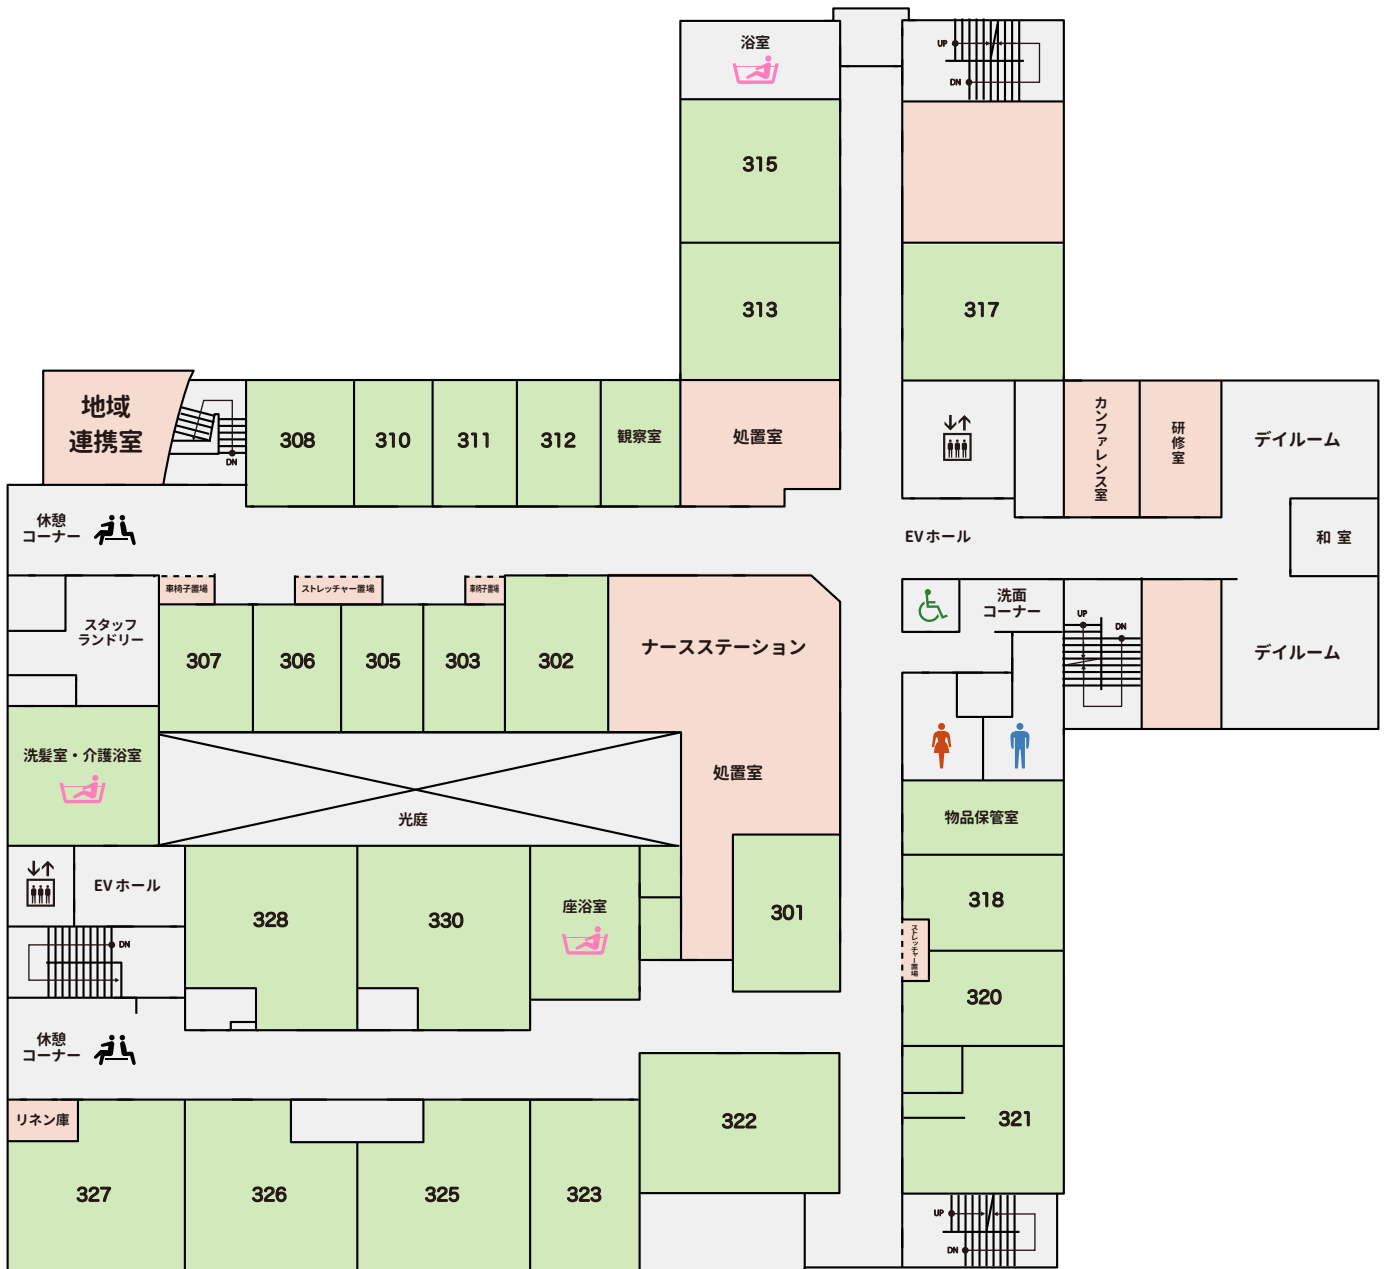 浴室
UP
DN
315
313
317
地域
連携室
DN
308
310
311
312
観察室
処置室
カンファレンス室
研修室
デイルーム
休憩
コーナー
EVホール
和室
車椅子置場
ストレッチャー置場
車椅子置場
洗面
コーナー
スタッフ
ランドリー
UP
DN
307
306
305
303
302
ナースステーション
デイルーム
洗髪室・介護浴室
処置室
光庭
物品保管室
EVホール
328
330
座浴室
301
318
DN
ストレッチャー置場
320
休憩
コーナー
リネン庫
322
321
327
326
325
323
UP
DN